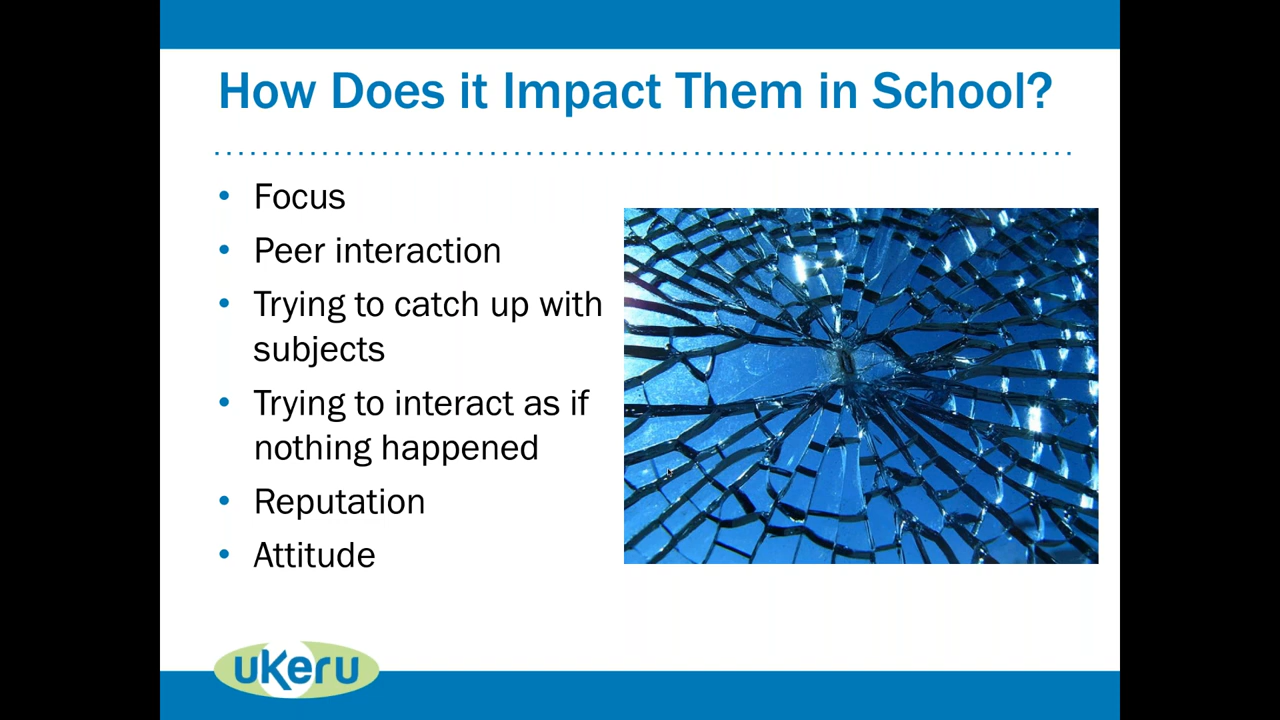 How Does it Impact Them in School?
• Focus
• Peer interaction
• Trying to catch up with
subjects
• Trying to interact as if
nothing happened
• Reputation
• Attitude
ukeru